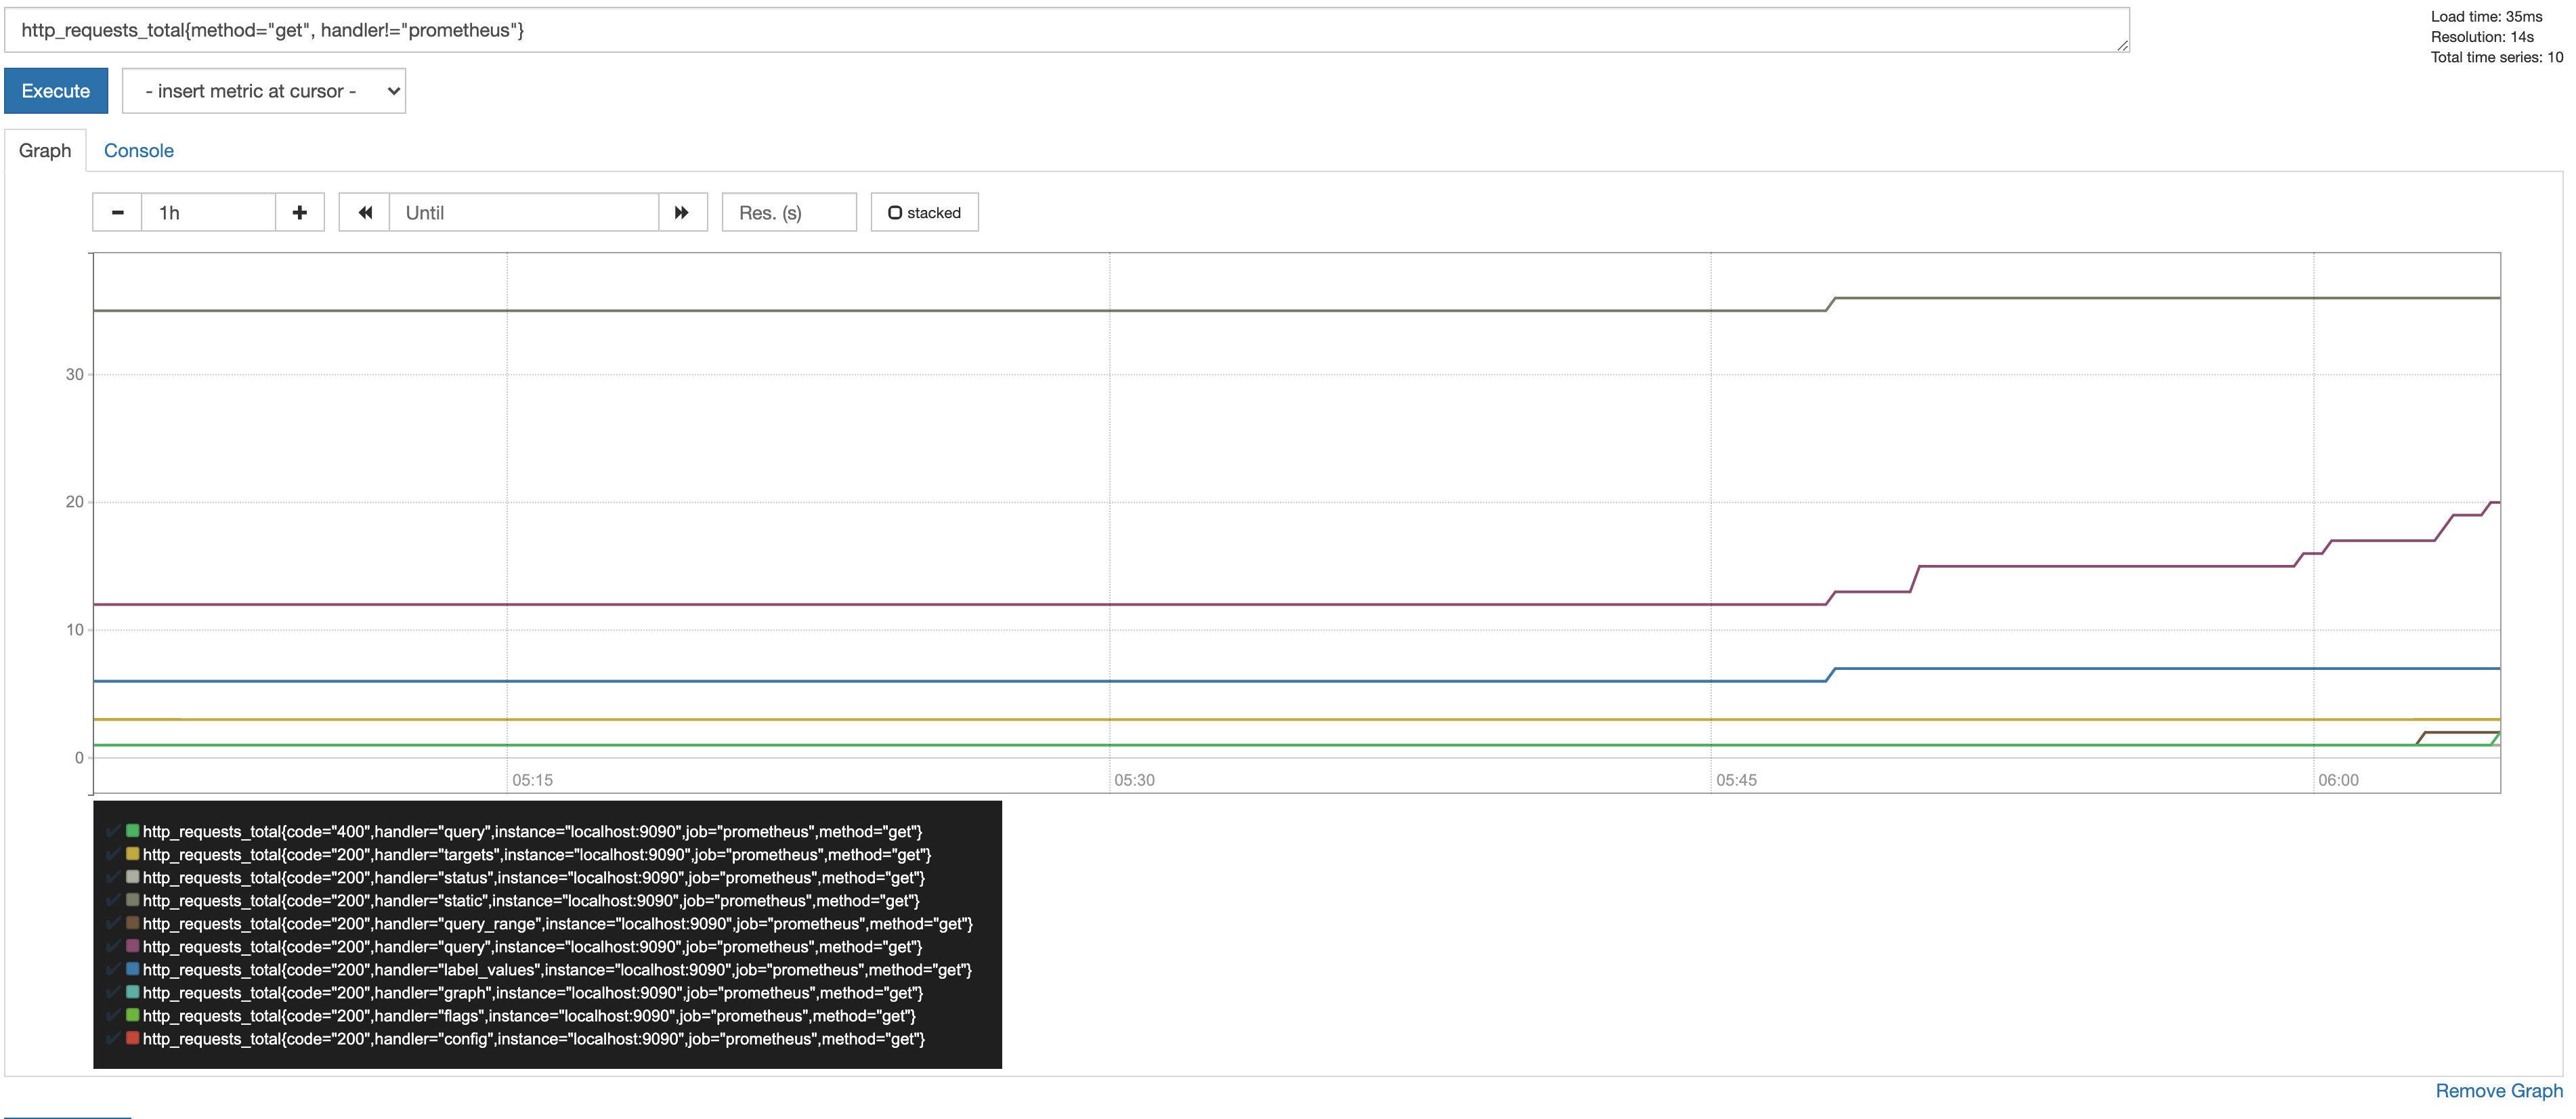 http_requests_total{method="get", handler!="prometheus"}
Load time: 35ms
Resolution: 14s
Total time series: 10
Execute
- insert metric at cursor -
Graph
Console
1h
Until
Res. (s)
stacked
30
20
10
0
05:15
05:30
05:45
06:00
http_requests_total{code="400",handler="query",instance="localhost:9090",job="prometheus",method="get"}
http_requests_total{code="200",handler="targets",instance="localhost:9090",job="prometheus",method="get"}
http_requests_total{code="200",handler="status",instance="localhost:9090",job="prometheus",method="get"}
http_requests_total{code="200",handler="static",instance="localhost:9090",job="prometheus",method="get"}
http_requests_total{code="200",handler="query_range",instance="localhost:9090",job="prometheus",method="get"}
http_requests_total{code="200",handler="query",instance="localhost:9090",job="prometheus",method="get"}
http_requests_total{code="200",handler="label_values",instance="localhost:9090",job="prometheus",method="get"}
http_requests_total{code="200",handler="graph",instance="localhost:9090",job="prometheus",method="get"}
http_requests_total{code="200",handler="flags",instance="localhost:9090",job="prometheus",method="get"}
http_requests_total{code="200",handler="config",instance="localhost:9090",job="prometheus",method="get"}
Remove Graph